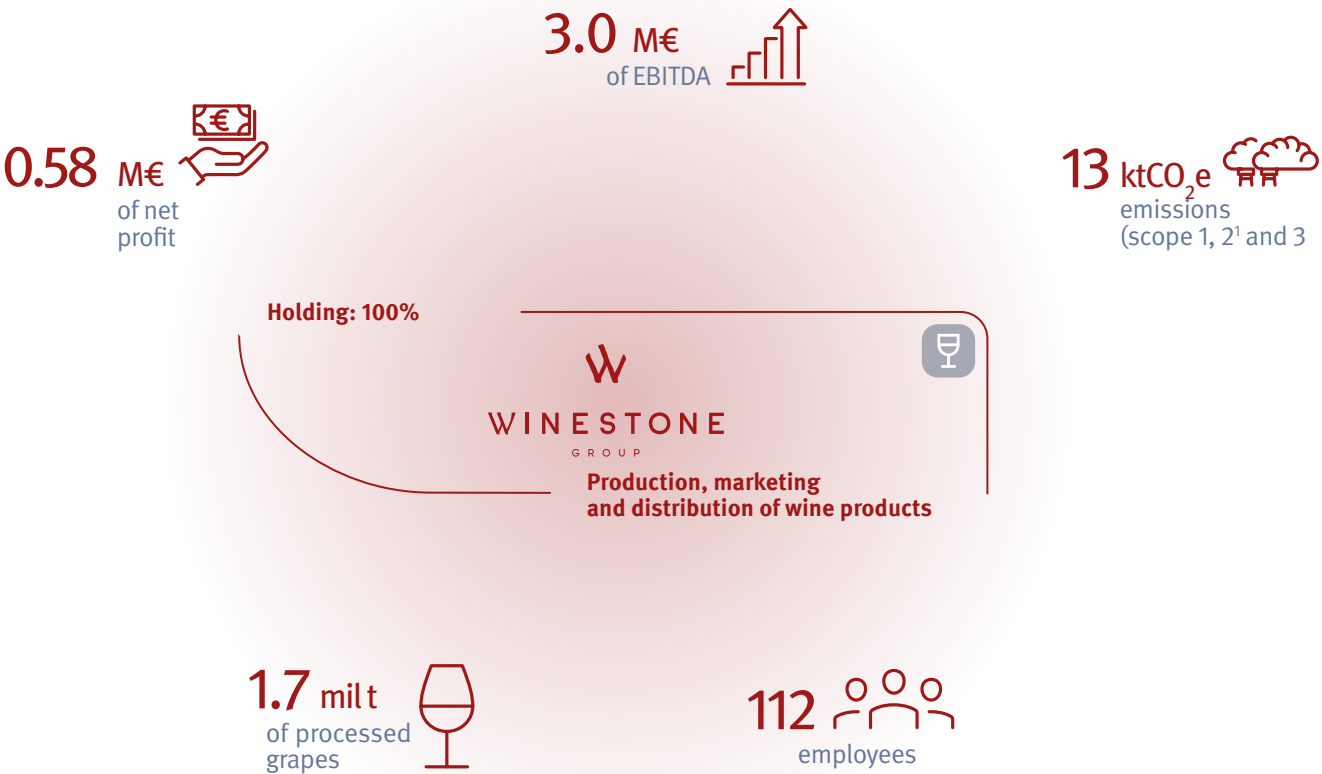 3.0 M€
of EBITDA
0.58 M€
of net
profit
13 ktCO₂e
emissions
(scope 1, 2¹ and 3
Holding: 100%
W
WINESTONE
GROUP
Production, marketing
and distribution of wine products
1.7 mil t
of processed
grapes
112
employees